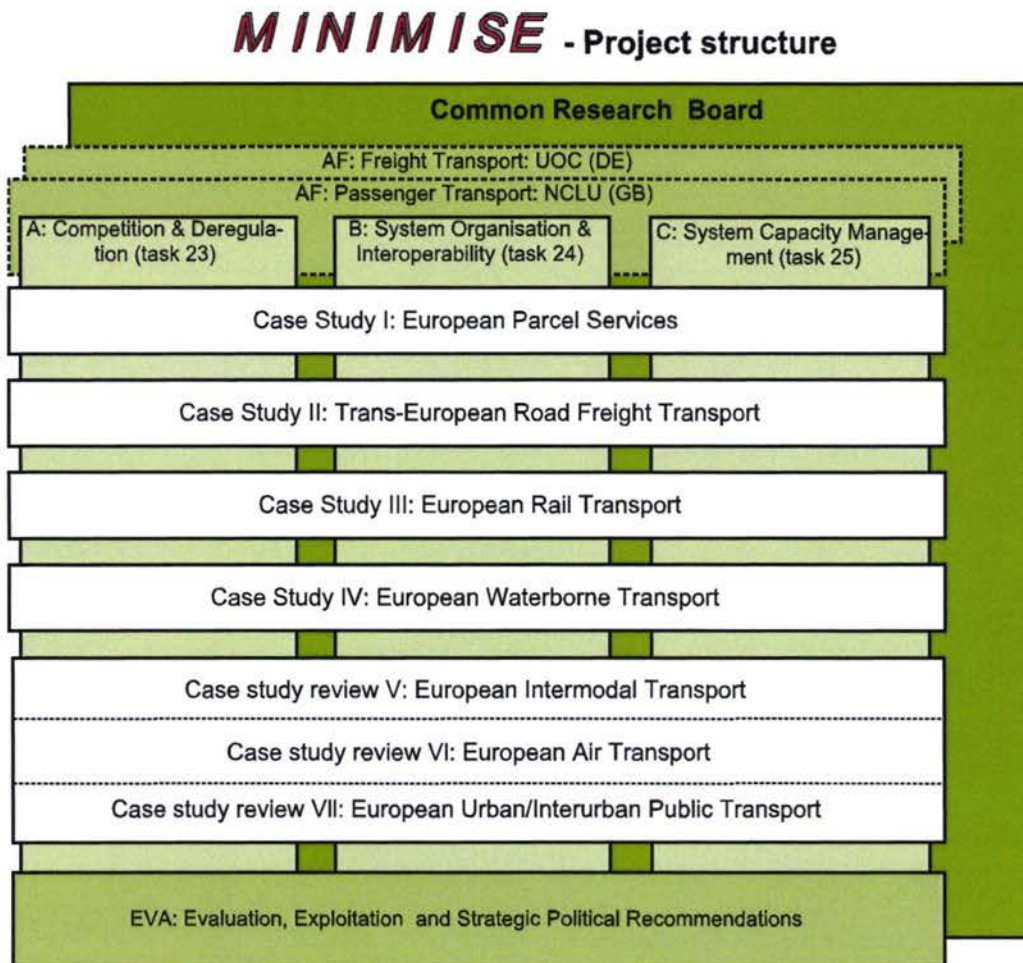 MINIMISE - Project structure
Common Research Board
AF: Freight Transport: UOC (DE)
AF: Passenger Transport: NCLU (GB)
A: Competition & Deregula-
tion (task 23)
B: System Organisation &
Interoperability (task 24)
C: System Capacity Manage-
ment (task 25)
Case Study I: European Parcel Services
Case Study II: Trans-European Road Freight Transport
Case Study III: European Rail Transport
Case Study IV: European Waterborne Transport
Case study review V: European Intermodal Transport
Case study review VI: European Air Transport
Case study review VII: European Urban/Interurban Public Transport
EVA: Evaluation, Exploitation and Strategic Political Recommendations